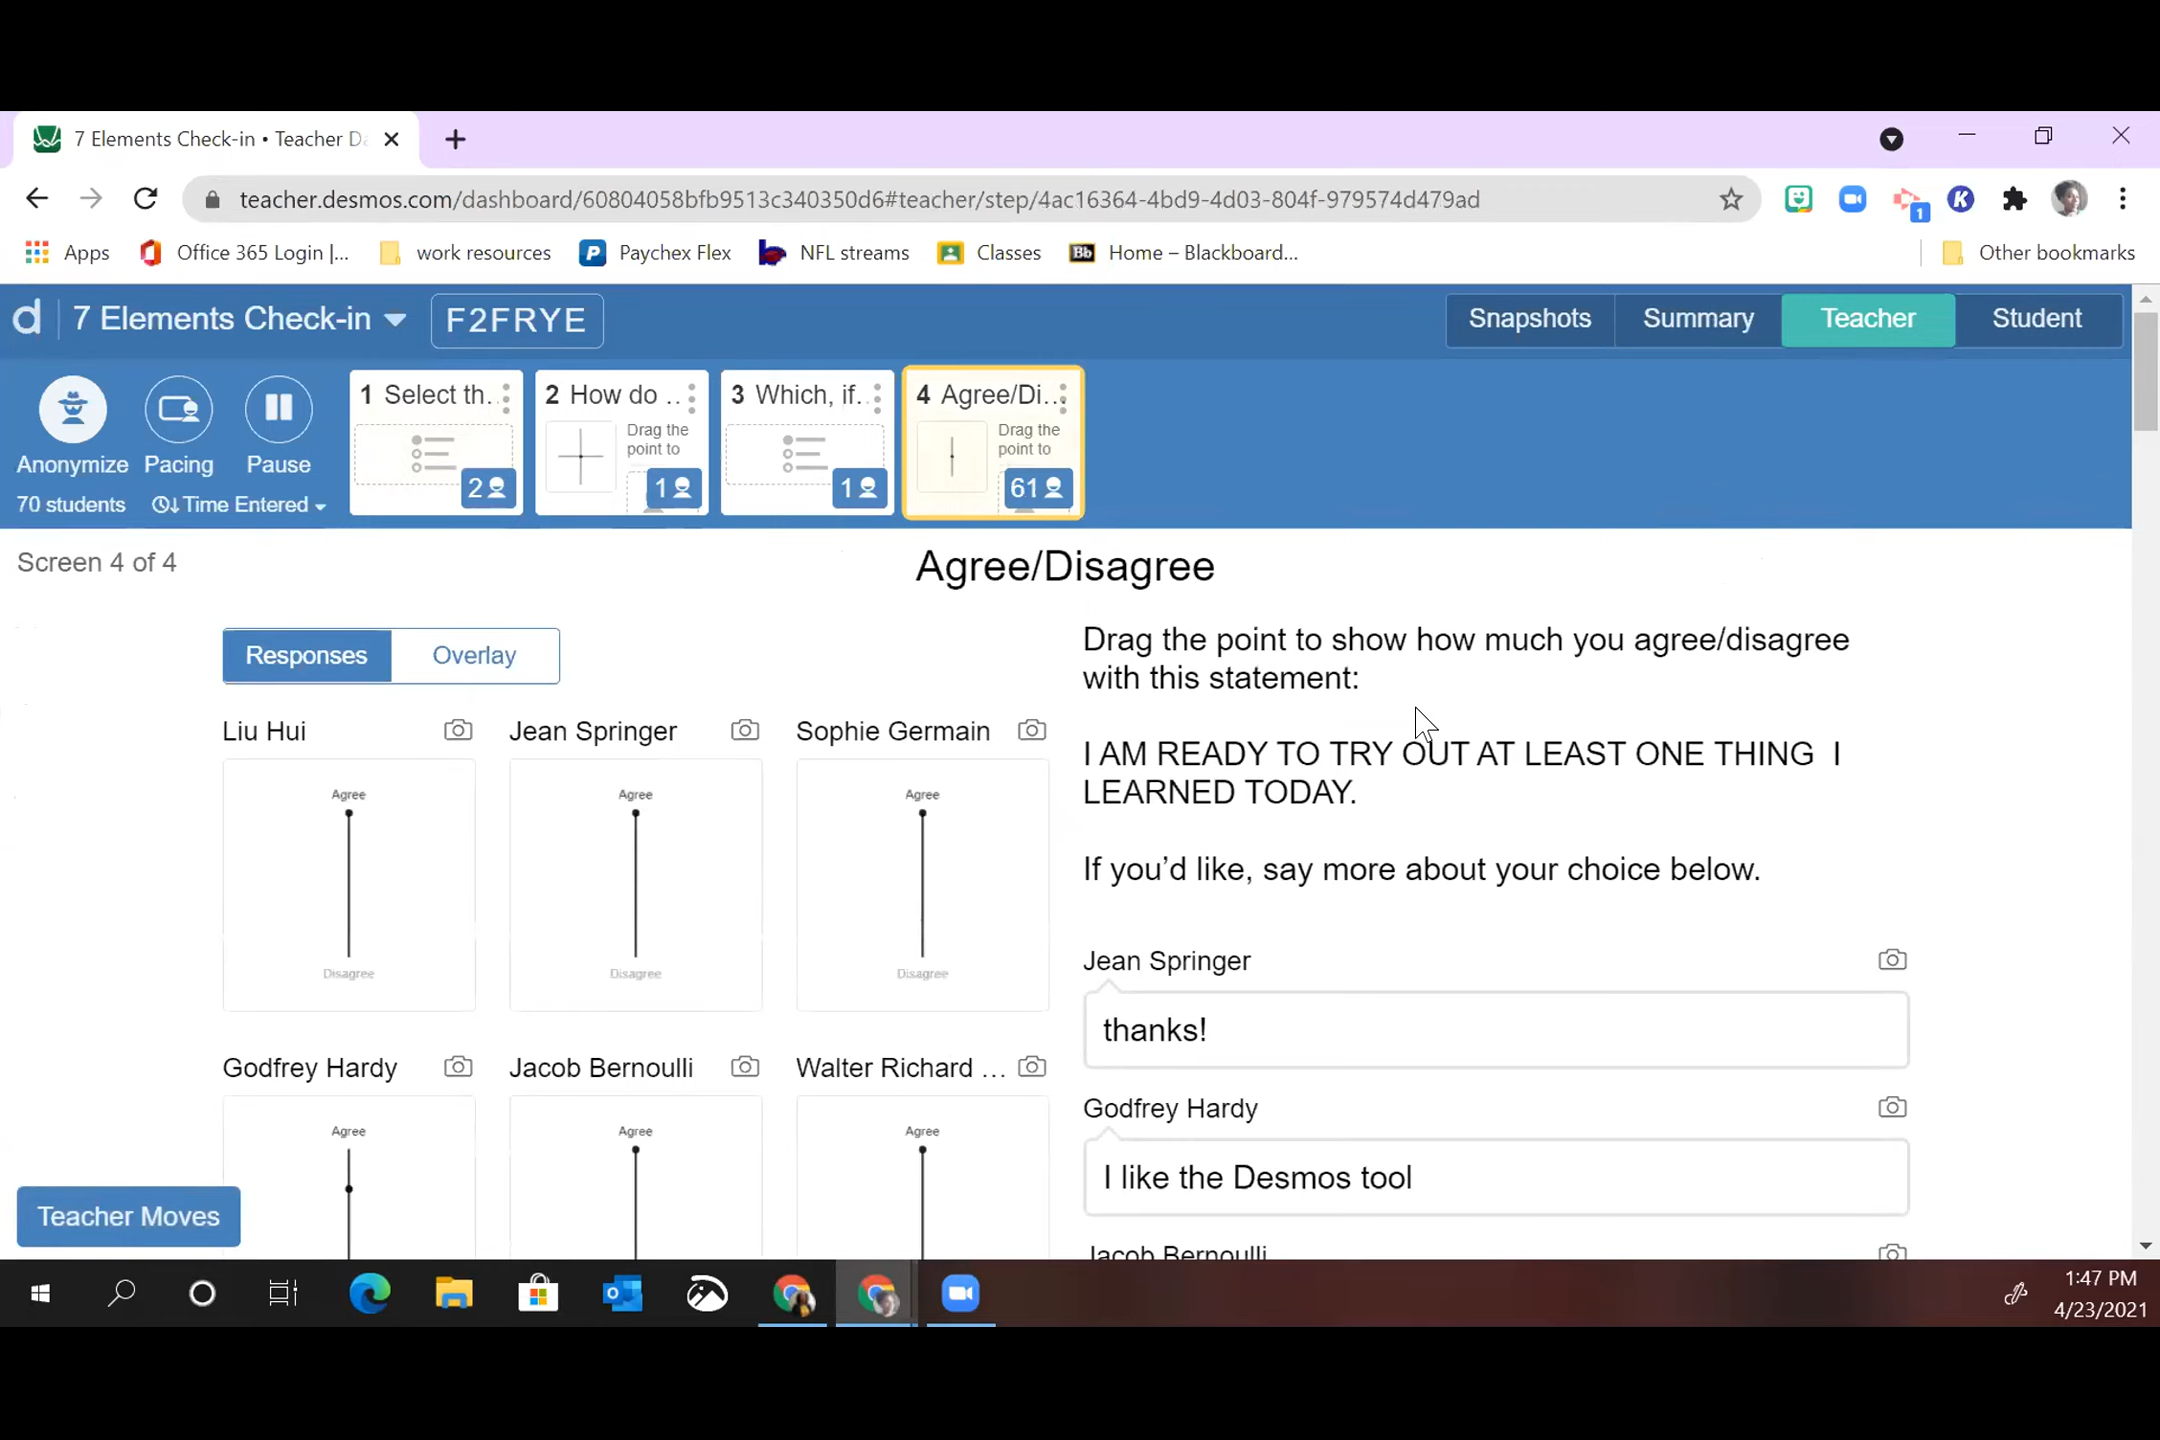 7 Elements Check-in • Teacher Da
teacher.desmos.com/dashboard/60804058bfb9513c340350d6#teacher/step/4ac16364-4bd9-4d03-804f-979574d479ad
1
Apps Office 365 Login |... work resources Paychex Flex NFL streams Classes Bb Home – Blackboard... Other bookmarks
d 7 Elements Check-in F2FRYE Snapshots Summary Teacher Student
1 Select th... 2 How do ... 3 Which, if... 4 Agree/Di...
Drag the
point to
Drag the
point to
2 1 1 61
Anonymize Pacing Pause
70 students Time Entered
Screen 4 of 4
Agree/Disagree
Responses Overlay
Drag the point to show how much you agree/disagree
with this statement:
I AM READY TO TRY OUT AT LEAST ONE THING I
LEARNED TODAY.
If you’d like, say more about your choice below.
Liu Hui Jean Springer Sophie Germain
Agree Agree Agree
Disagree Disagree Disagree
Godfrey Hardy Jacob Bernoulli Walter Richard ...
Agree Agree Agree
Jean Springer
thanks!
Godfrey Hardy
I like the Desmos tool
Jacob Bernoulli
Teacher Moves
1:47 PM
4/23/2021